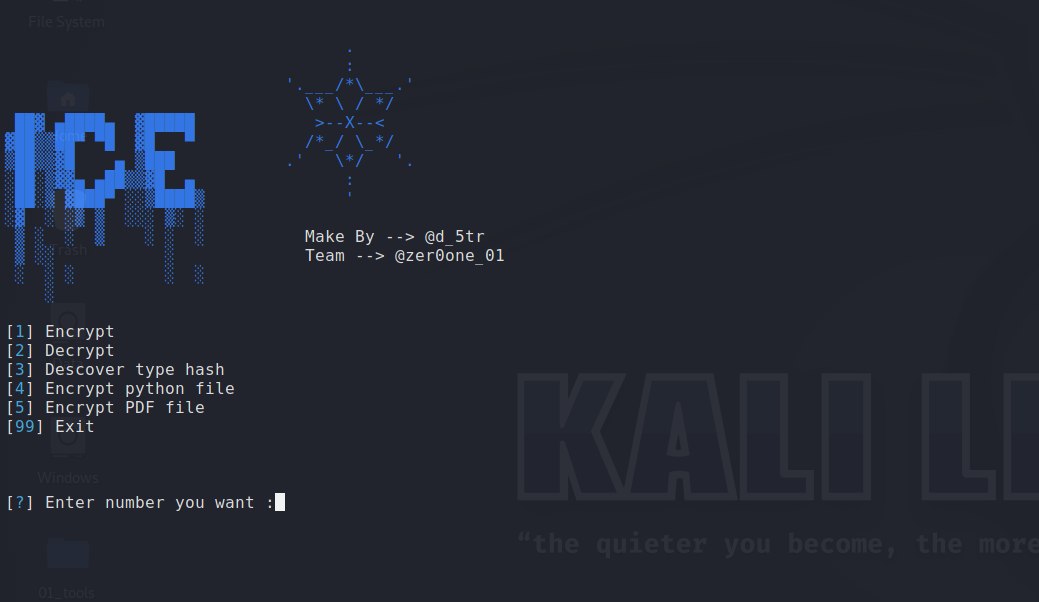 File System
Make By --> @d_5tr
Trash
Team --> @zer0one_01
[1] Encrypt
[2] Decrypt
[3] Descover type hash
[4] Encrypt python file
[5] Encrypt PDF file
[99] Exit
KALI LI
Windows
[?] Enter number you want :
“the quieter you become, the more
01_tools